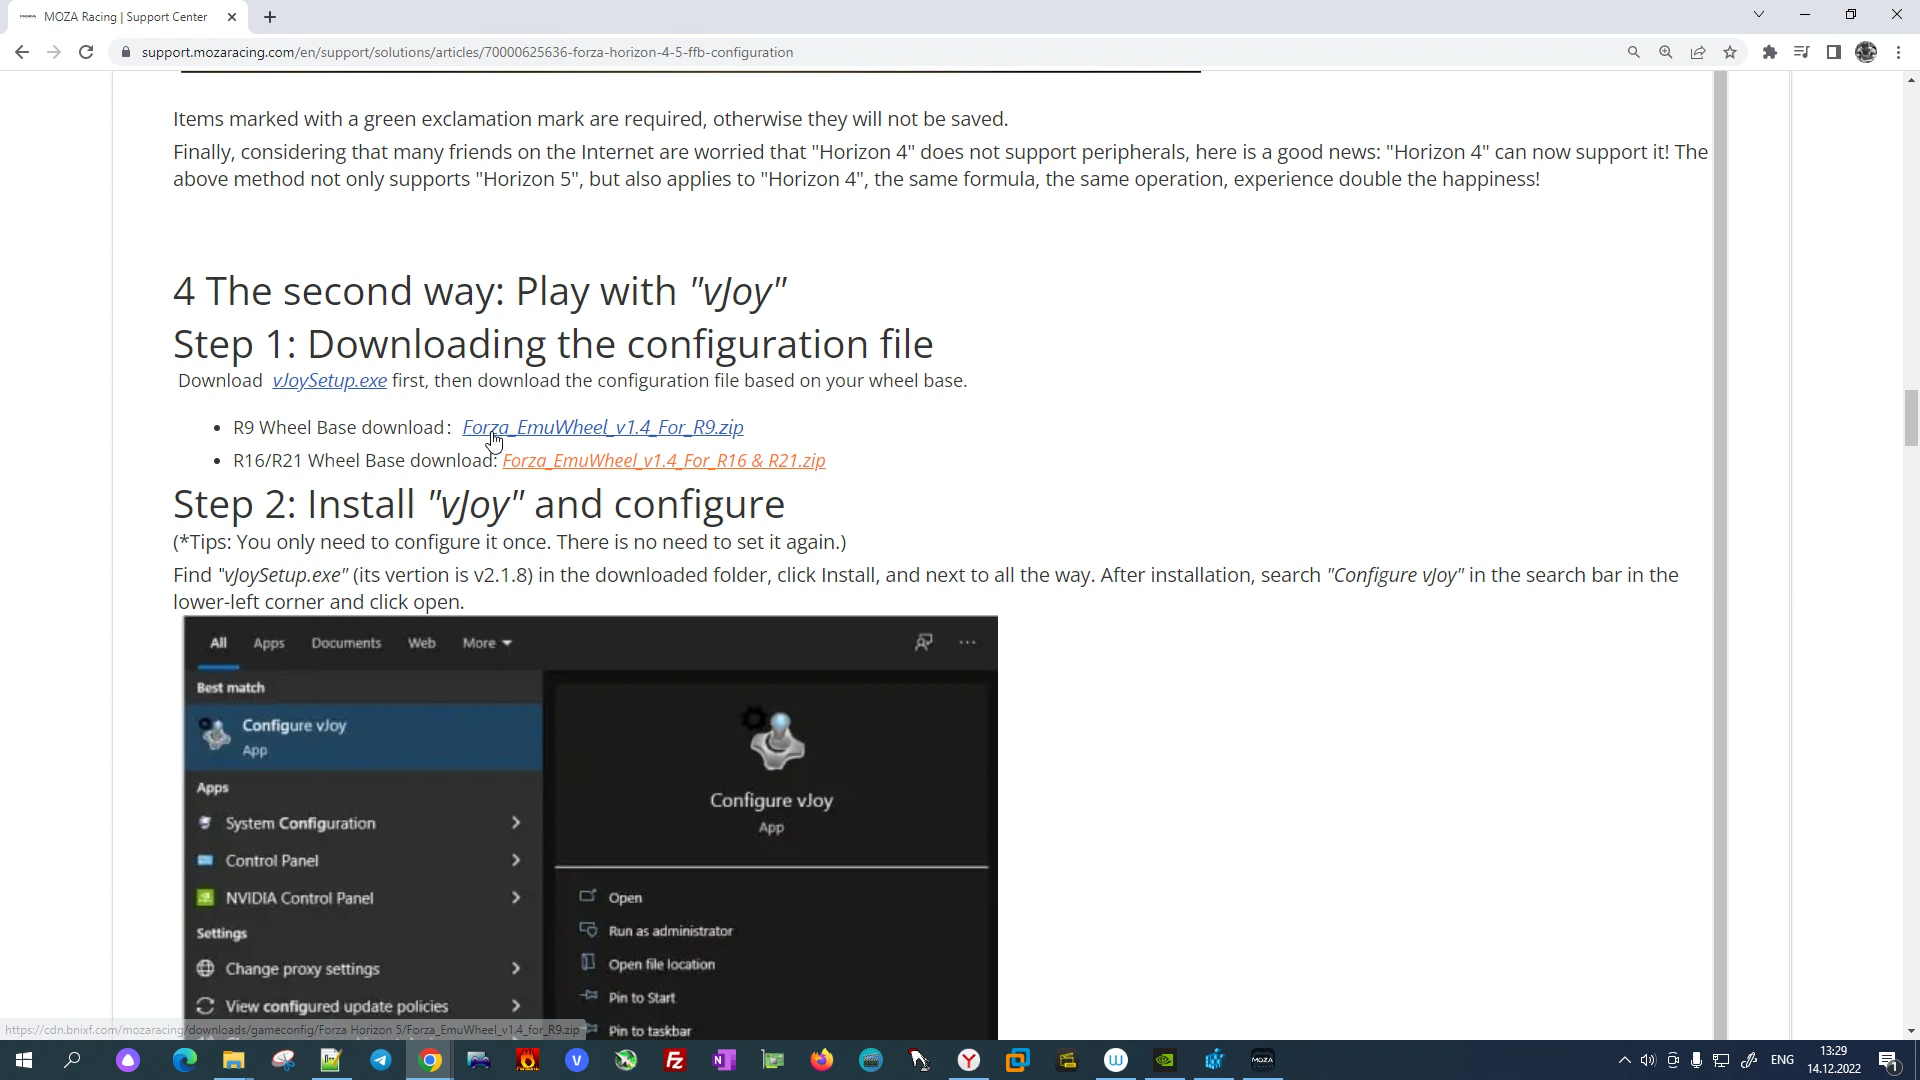 MOZA Racing | Support Center
support.mozaracing.com/en/support/solutions/articles/70000625636-forza-horizon-4-5-ffb-configuration
Items marked with a green exclamation mark are required, otherwise they will not be saved.
Finally, considering that many friends on the Internet are worried that "Horizon 4" does not support peripherals, here is a good news: "Horizon 4" can now support it! The
above method not only supports "Horizon 5", but also applies to "Horizon 4", the same formula, the same operation, experience double the happiness!
4 The second way: Play with "vJoy"
Step 1: Downloading the configuration file
Download vJoySetup.exe first, then download the configuration file based on your wheel base.
• R9 Wheel Base download: Forza_EmuWheel_v1.4_For_R9.zip
• R16/R21 Wheel Base download: Forza_EmuWheel_v1.4_For_R16 & R21.zip
Step 2: Install "vJoy" and configure
(*Tips: You only need to configure it once. There is no need to set it again.)
Find "vJoySetup.exe" (its vertion is v2.1.8) in the downloaded folder, click Install, and next to all the way. After installation, search "Configure vJoy" in the search bar in the
lower-left corner and click open.
All Apps Documents Web More
Best match
Configure vJoy
App
Apps
System Configuration
Control Panel
NVIDIA Control Panel
Settings
Change proxy settings
View configured update policies
Configure vJoy
App
Open
Run as administrator
Open file location
Pin to Start
Pin to taskbar
https://cdn.bnixf.com/mozaracing/downloads/gameconfig/Forza Horizon 5/Forza_EmuWheel_v1.4_for_R9.zip
MOZA
ENG
13:29
14.12.2022
1